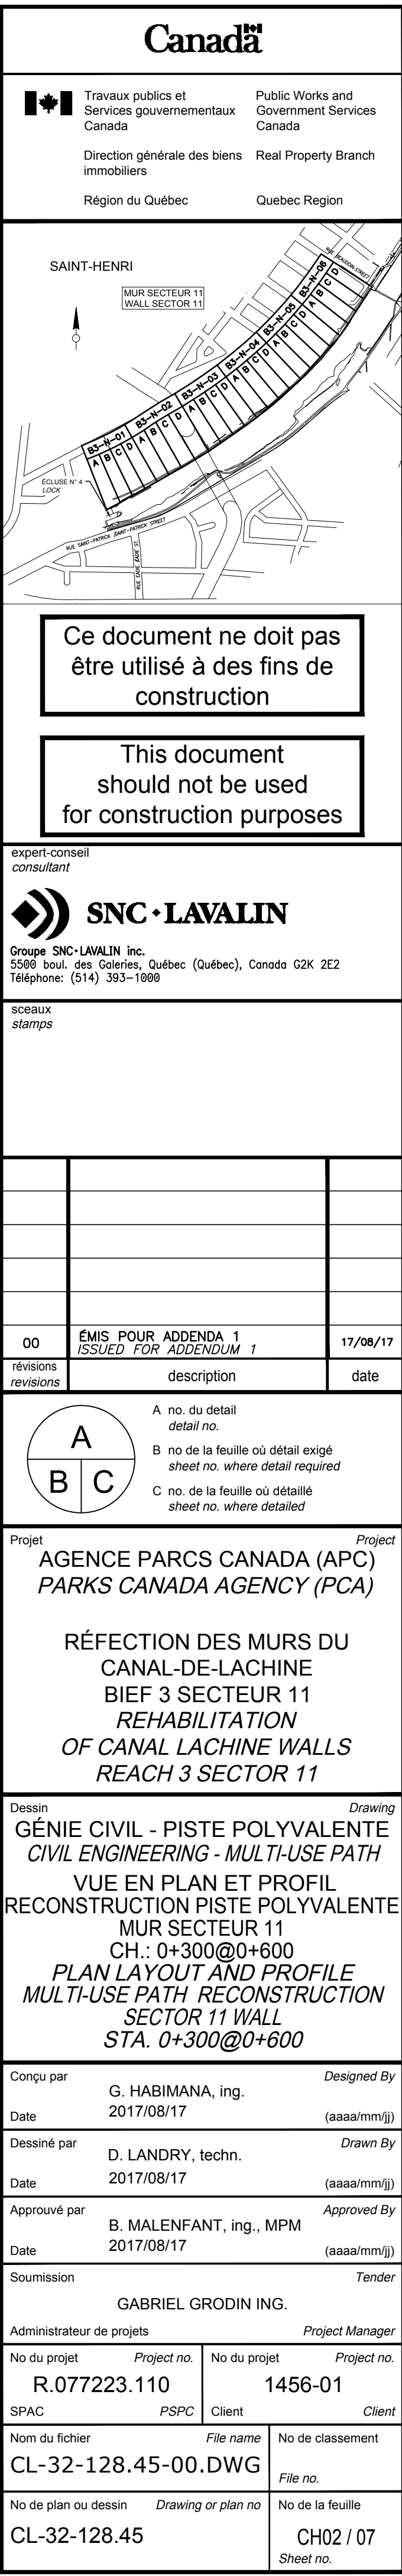 Canada
Travaux publics et
Services gouvernementaux
Canada
Public Works and
Government Services
Canada
Direction générale des biens
immobiliers
Real Property Branch
Région du Québec
Quebec Region
SAINT-HENRI
MUR SECTEUR 11
WALL SECTOR 11
RUE BEAUDOIN STREET
B3-N-06
A B C D
B3-N-05
A B C D
B3-N-04
A B C D
B3-N-03
A B C D
B3-N-02
A B C D
B3-N-01
A B C D
ÉCLUSE N° 4
LOCK
RUE SAINT-PATRICK SAINT-PATRICK STREET
RUE EADIE EADIE ST.
Ce document ne doit pas
être utilisé à des fins de
construction
This document
should not be used
for construction purposes
expert-conseil
consultant
SNC•LAVALIN
Groupe SNC•LAVALIN inc.
5500 boul. des Galeries, Québec (Québec), Canada G2K 2E2
Téléphone: (514) 393-1000
sceaux
stamps
00 ÉMIS POUR ADDENDA 1 17/08/17
ISSUED FOR ADDENDUM 1
révisions
revisions
description
date
A
B C
A no. du detail
detail no.
B no de la feuille où détail exigé
sheet no. where detail required
C no. de la feuille où détaillé
sheet no. where detailed
Projet Project
AGENCE PARCS CANADA (APC)
PARKS CANADA AGENCY (PCA)
RÉFECTION DES MURS DU
CANAL-DE-LACHINE
BIEF 3 SECTEUR 11
REHABILITATION
OF CANAL LACHINE WALLS
REACH 3 SECTOR 11
Dessin Drawing
GÉNIE CIVIL - PISTE POLYVALENTE
CIVIL ENGINEERING - MULTI-USE PATH
VUE EN PLAN ET PROFIL
RECONSTRUCTION PISTE POLYVALENTE
MUR SECTEUR 11
CH.: 0+300@0+600
PLAN LAYOUT AND PROFILE
MULTI-USE PATH RECONSTRUCTION
SECTOR 11 WALL
STA. 0+300@0+600
Conçu par Designed By
G. HABIMANA, ing.
Date 2017/08/17 (aaaa/mm/jj)
Dessiné par Drawn By
D. LANDRY, techn.
Date 2017/08/17 (aaaa/mm/jj)
Approuvé par Approved By
B. MALENFANT, ing., MPM
Date 2017/08/17 (aaaa/mm/jj)
Soumission Tender
GABRIEL GRODIN ING.
Administrateur de projets Project Manager
No du projet Project no.
R.077223.110
SPAC PSPC
No du projet Project no.
1456-01
Client Client
Nom du fichier File name
CL-32-128.45-00.DWG
No de classement
File no.
No de plan ou dessin Drawing or plan no
CL-32-128.45
No de la feuille
CH02 / 07
Sheet no.